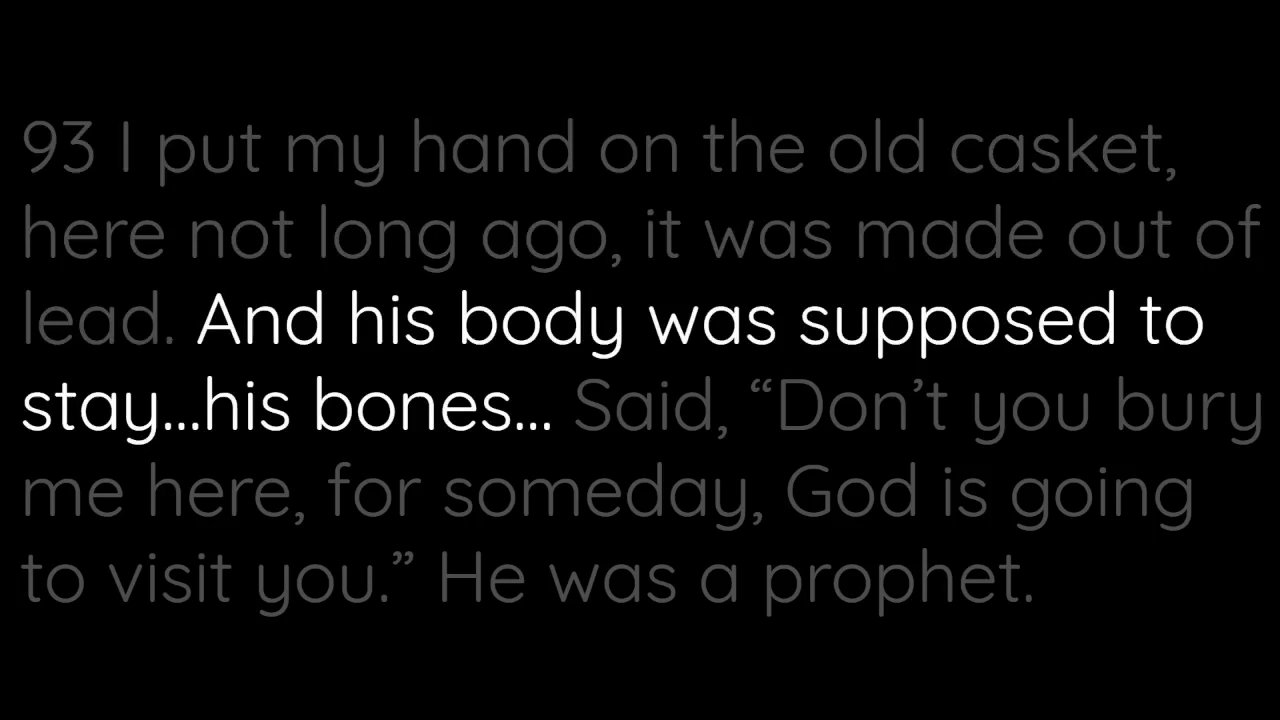 93 I put my hand on the old casket,
here not long ago, it was made out of
lead. And his body was supposed to
stay...his bones... Said, “Don’t you bury
me here, for someday, God is going
to visit you.” He was a prophet.